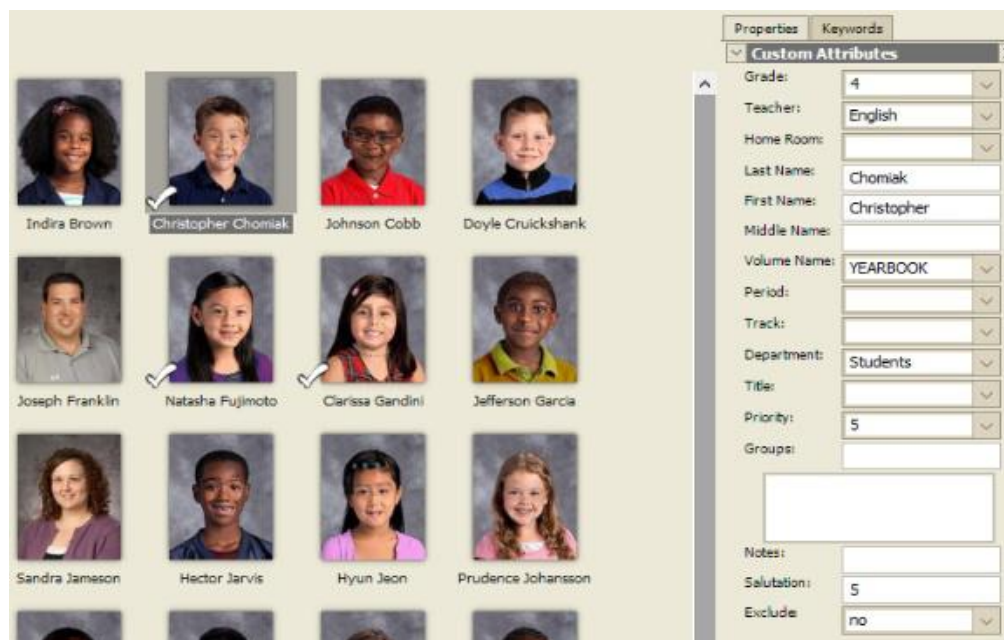 Properties
Keywords
Custom Attributes
Grade: 4
Teacher: English
Home Room:
Last Name: Chomiak
First Name: Christopher
Middle Name:
Volume Name: YEARBOOK
Period:
Track:
Department: Students
Title:
Priority: 5
Groups:
Notes:
Salutation: 5
Exclude no
Indira Brown
Christopher Chomiak
Johnson Cobb
Doyle Cruickshank
Joseph Franklin
Natasha Fujimoto
Clarissa Gandini
Jefferson Garcia
Sandra Jameson
Hector Jarvis
Hyun Jeon
Prudence Johansson